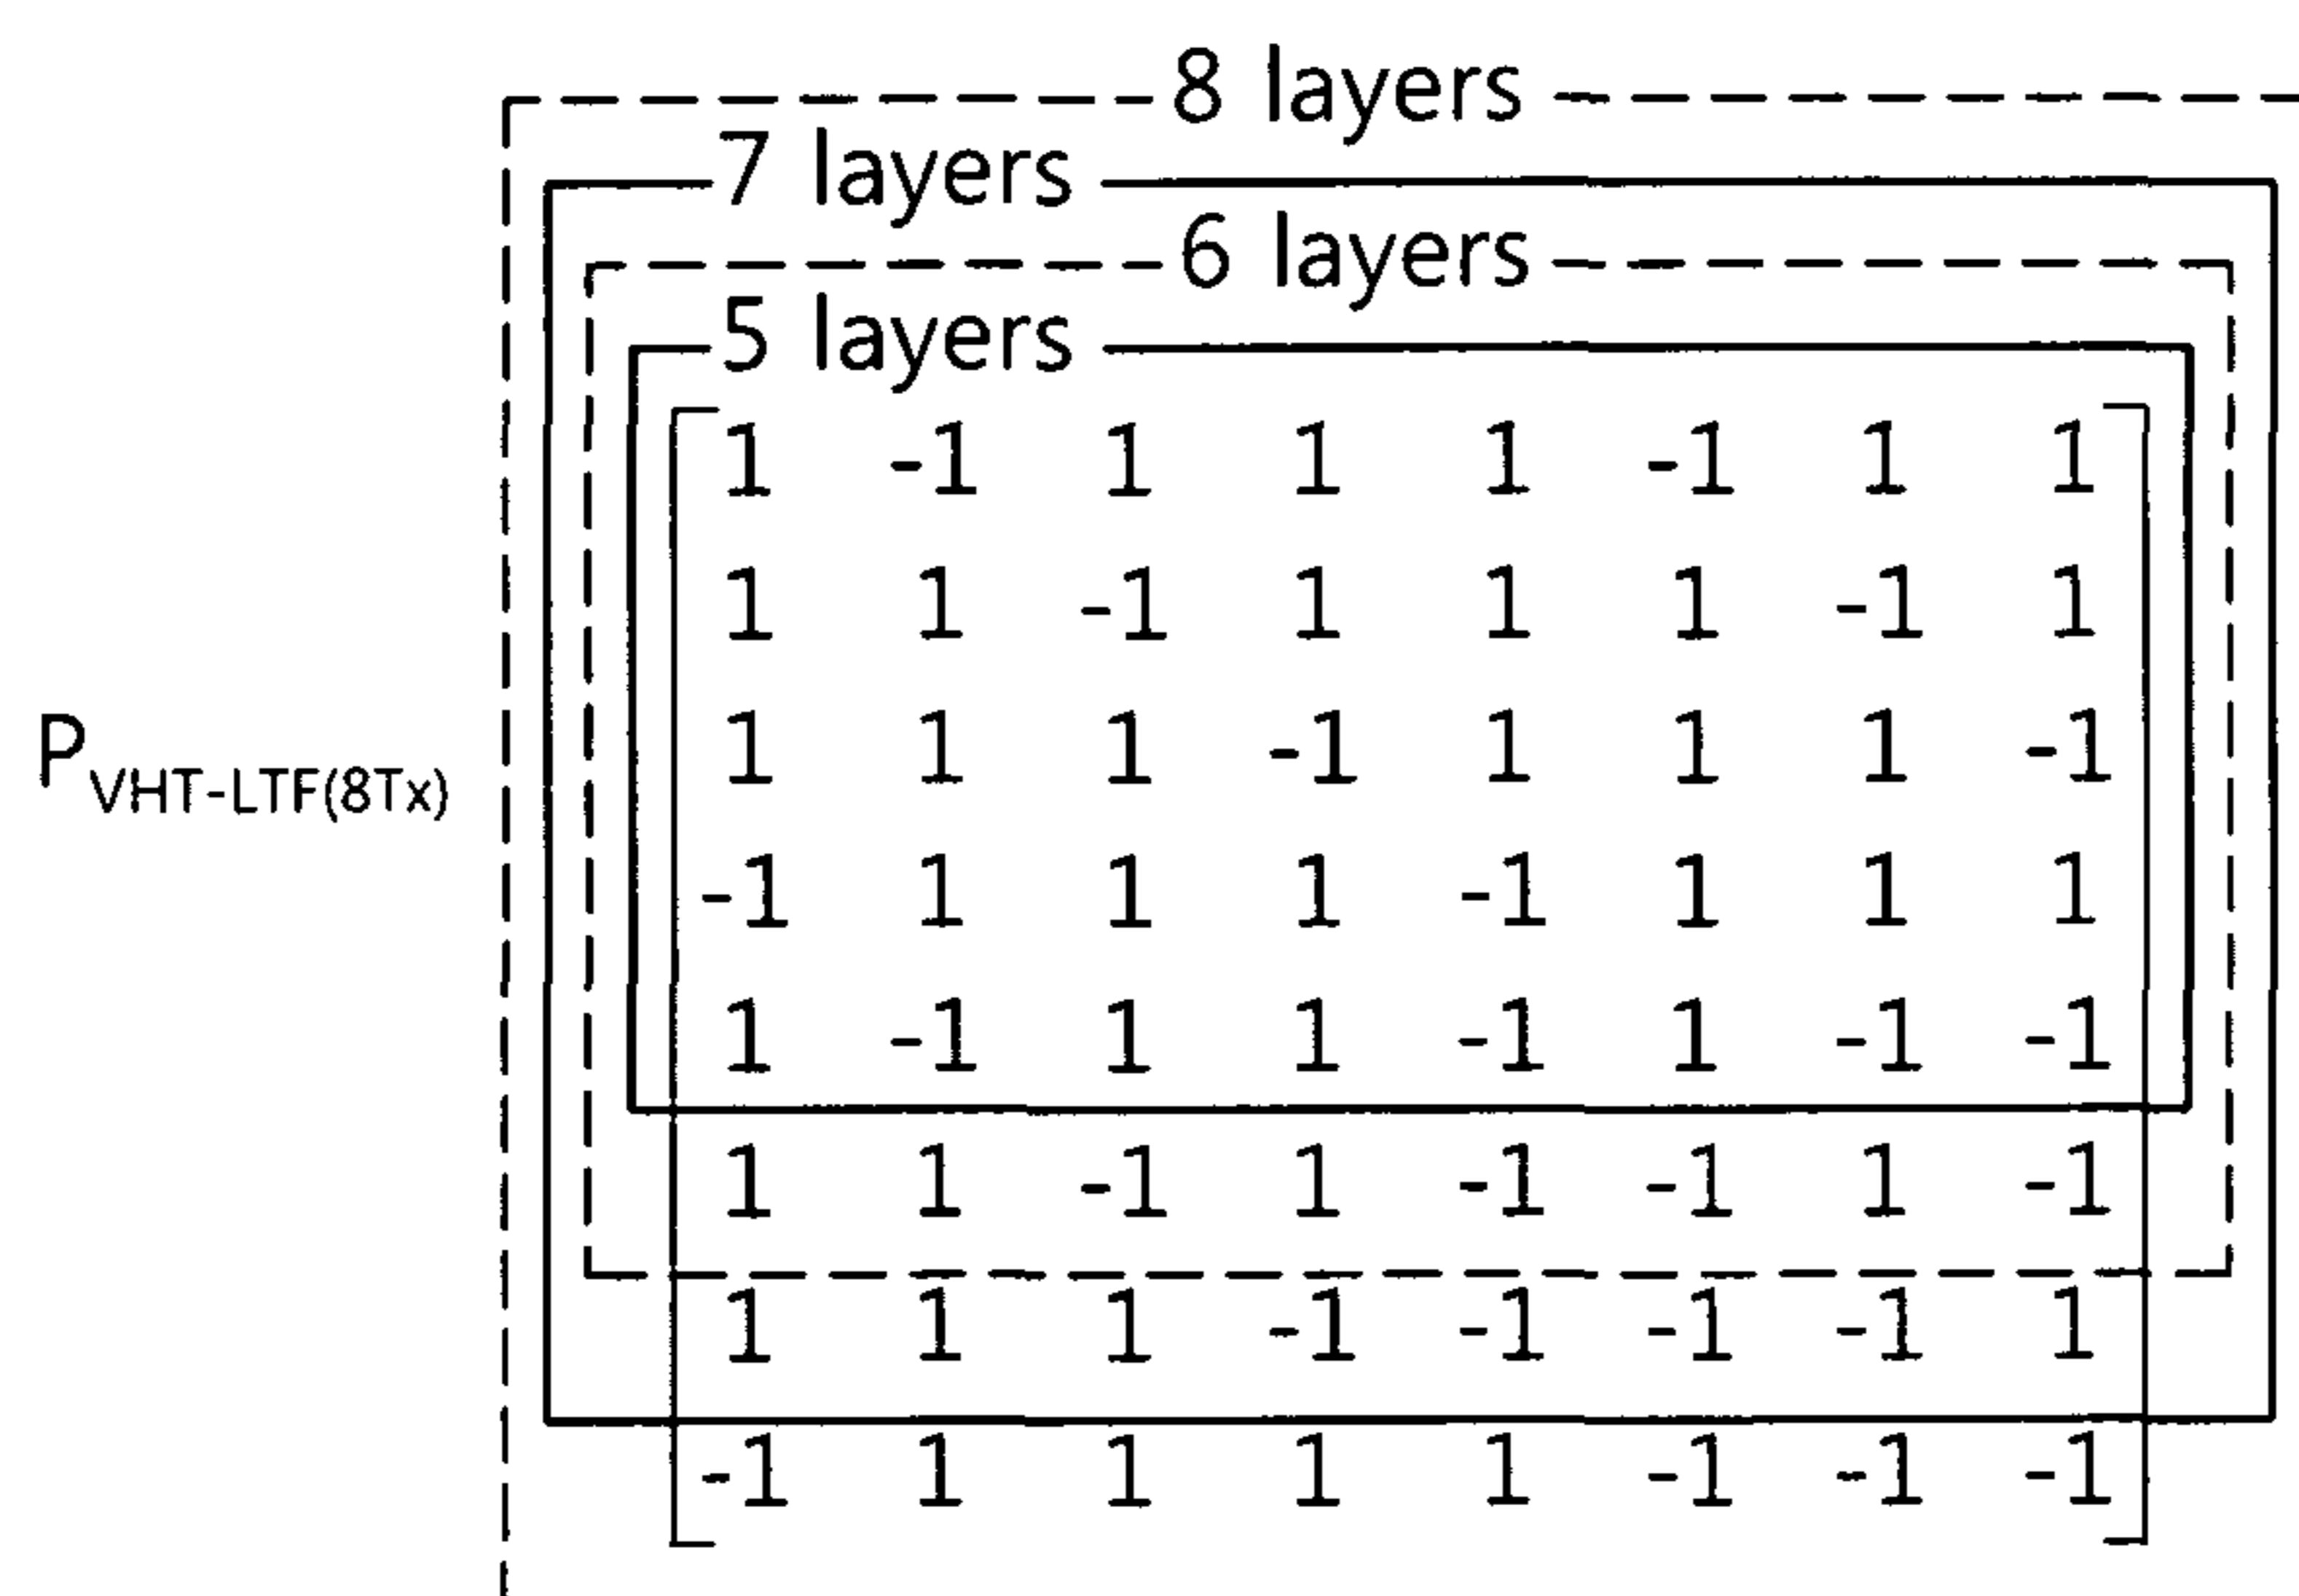 8 layers
7 layers
6 layers
5 layers
1 -1 1 1 1 -1 1 1
1 1 -1 1 1 1 -1 1
1 1 1 -1 1 1 1 -1
P VHT-LTF(8Tx)
-1 1 1 1 -1 1 1 1
1 -1 1 1 -1 1 -1 -1
1 1 -1 1 -1 -1 1 -1
1 1 1 -1 -1 -1 -1 1
-1 1 1 1 1 -1 -1 -1